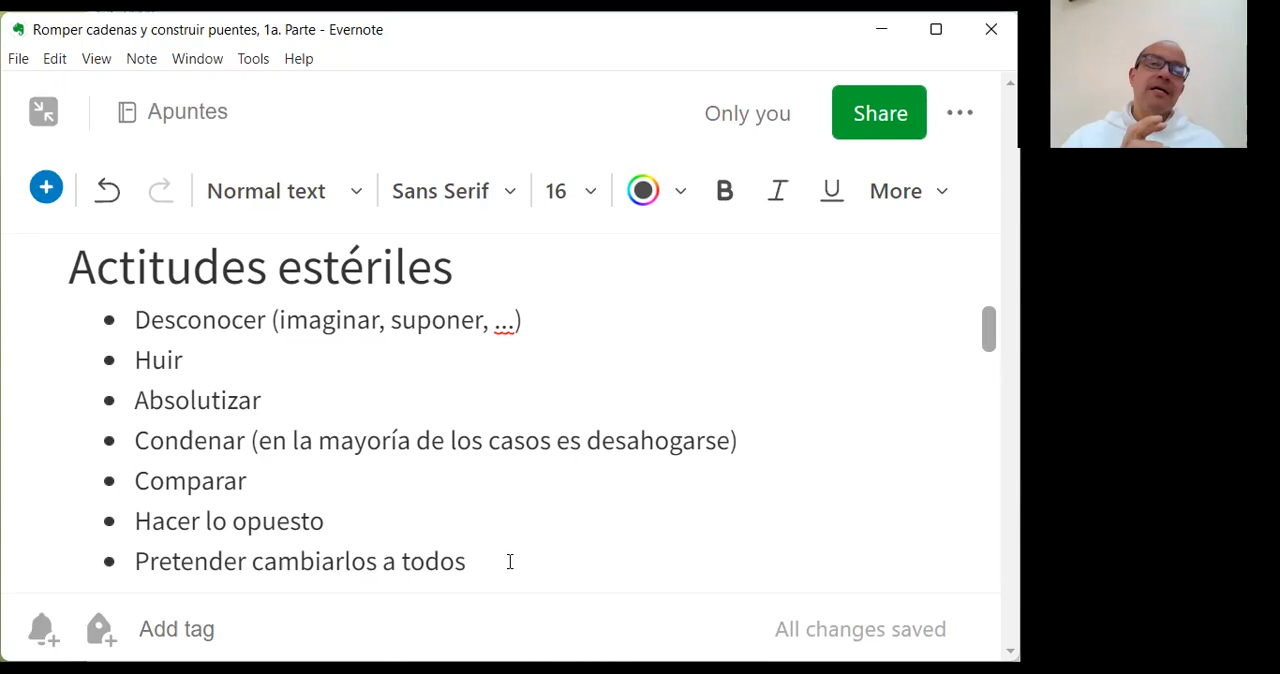 Romper cadenas y construir puentes, 1a. Parte - Evernote
File Edit View Note Window Tools Help
Apuntes Only you Share
Normal text Sans Serif 16 B I U More
Actitudes estériles
• Desconocer (imaginar, suponer, ...)
• Huir
• Absolutizar
• Condenar (en la mayoría de los casos es desahogarse)
• Comparar
• Hacer lo opuesto
• Pretender cambiarlos a todos
Add tag All changes saved